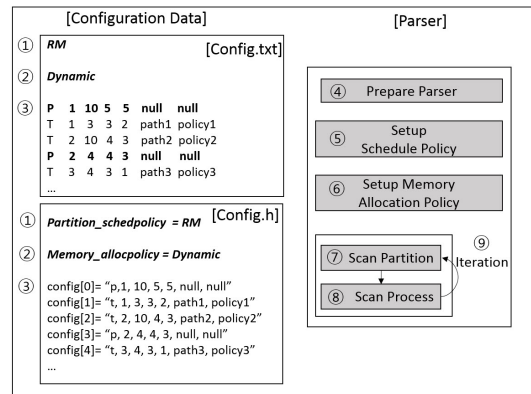 [Configuration Data]
① RM [Config.txt]
② Dynamic
③ P 1 10 5 5 null null
T 1 3 3 2 path1 policy1
T 2 10 4 3 path2 policy2
P 2 4 4 3 null null
T 3 4 3 1 path3 policy3
...
① Partition_schedpolicy = RM [Config.h]
② Memory_allocpolicy = Dynamic
③ config[0]= “p,1, 10, 5, 5, null, null”
config[1]= “t, 1, 3, 3, 2, path1, policy1”
config[2]= “t, 2, 10, 4, 3, path2, policy2”
config[3]= “p, 2, 4, 4, 3, null, null”
config[4]= “t, 3, 4, 3, 1, path3, policy3”
...
[Parser]
④ Prepare Parser
⑤ Setup
Schedule Policy
⑥ Setup Memory
Allocation Policy
⑦ Scan Partition
⑧ Scan Process
⑨
Iteration